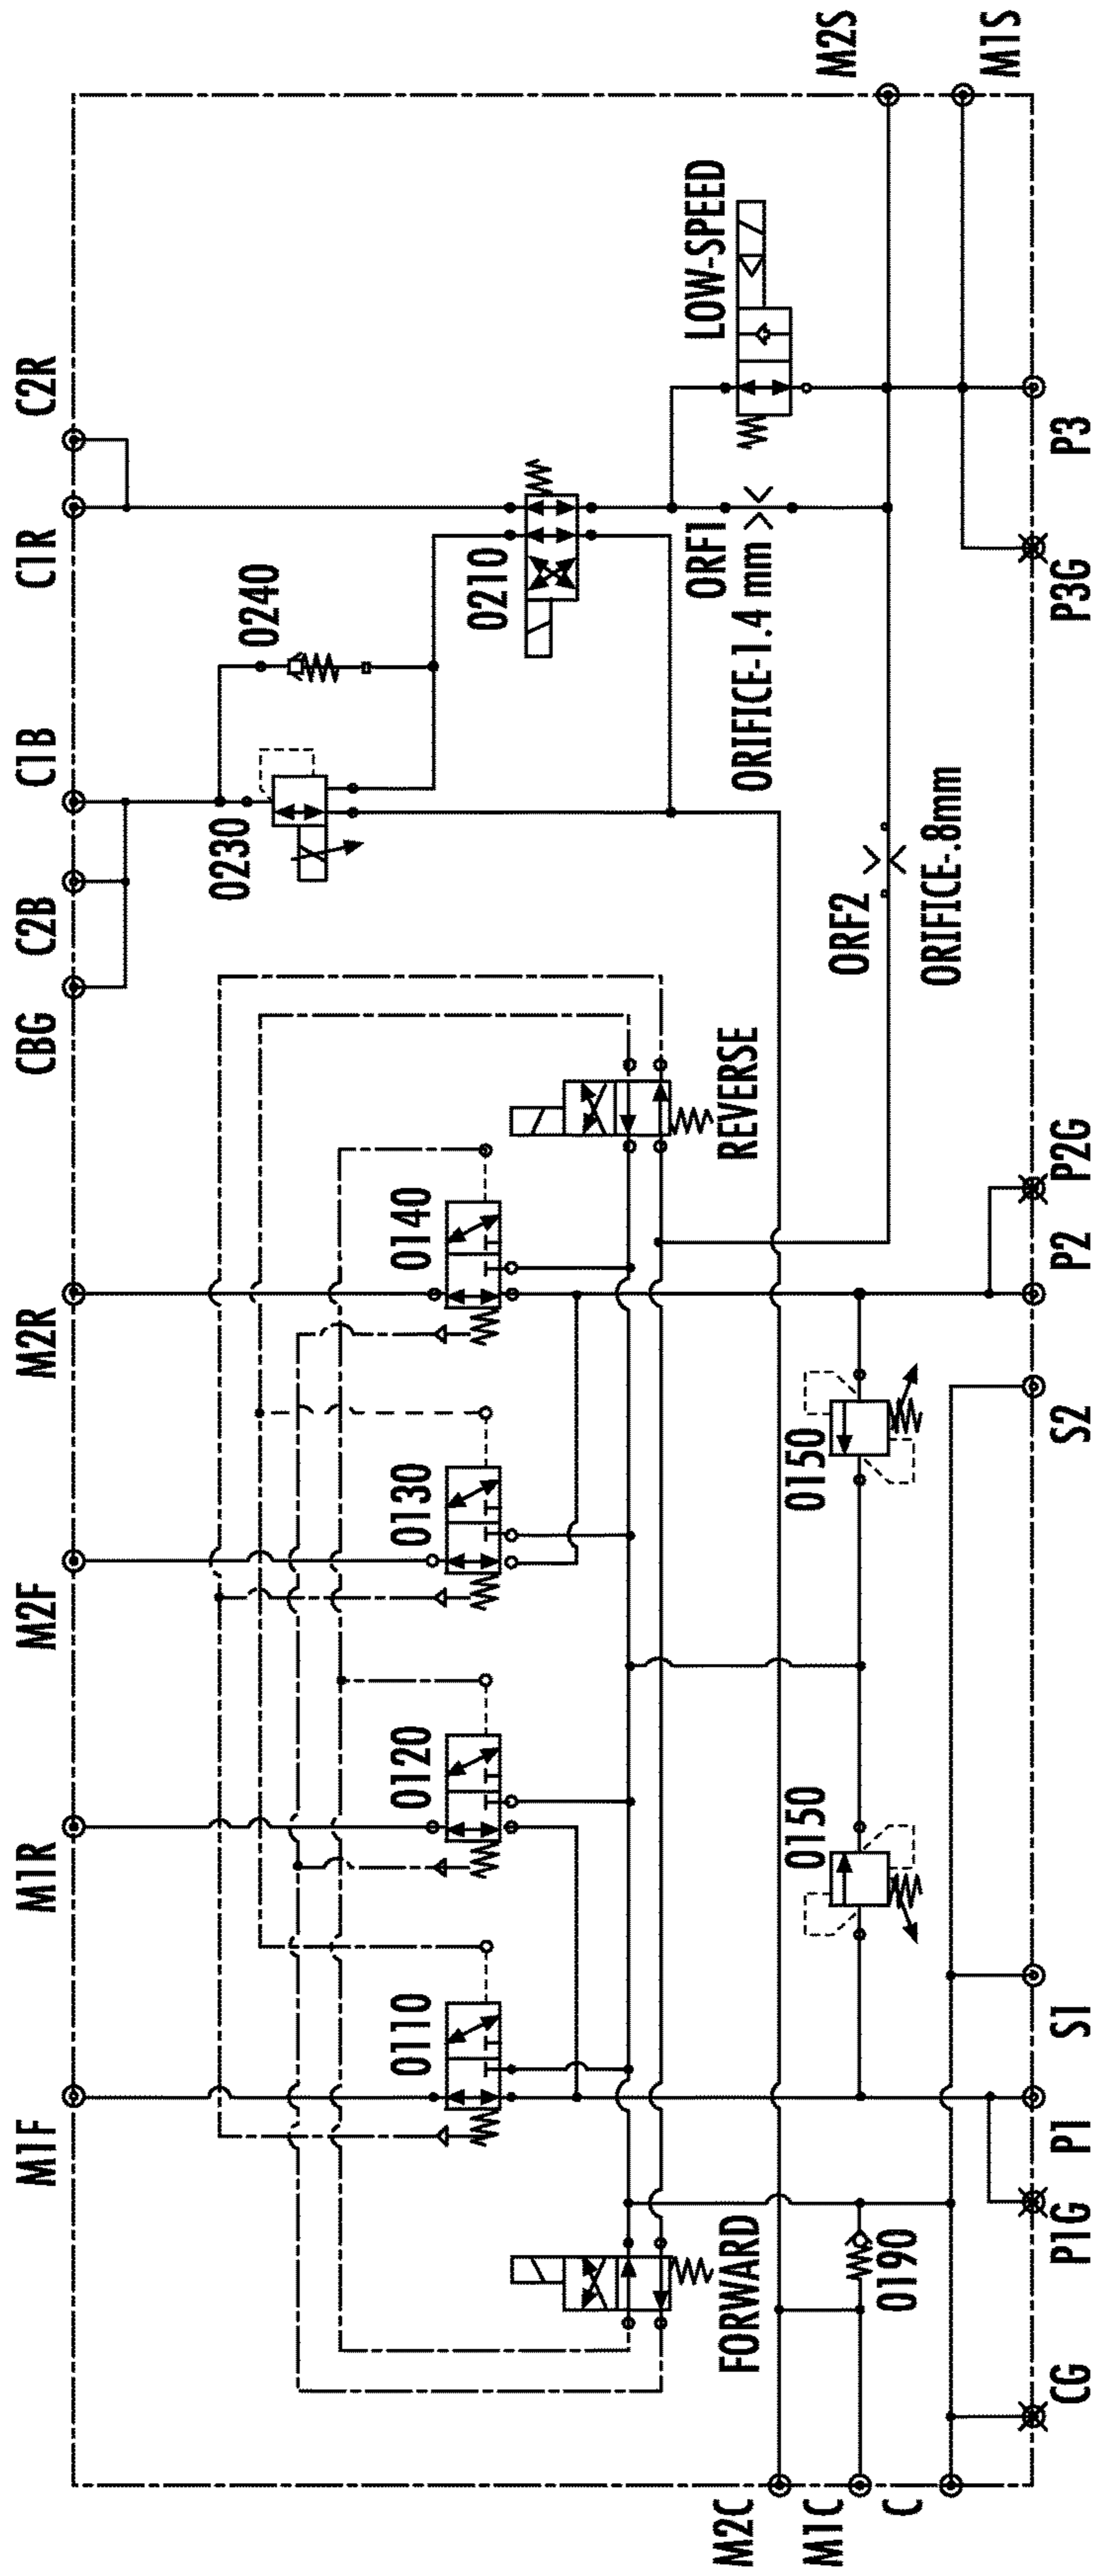 M1F
M1R
M2F
M2R
CBG
C2B
C1B
C1R
C2R
0240
0230
0110
0120
0130
0140
0210
LOW-SPEED
M2S
M1S
FORWARD
REVERSE
ORF1
ORIFICE-1.4 mm
0150
0150
ORF2
ORIFICE-.8mm
0190
M2C
M1C
C
CG
P1G
P1
S1
S2
P2
P2G
P3G
P3